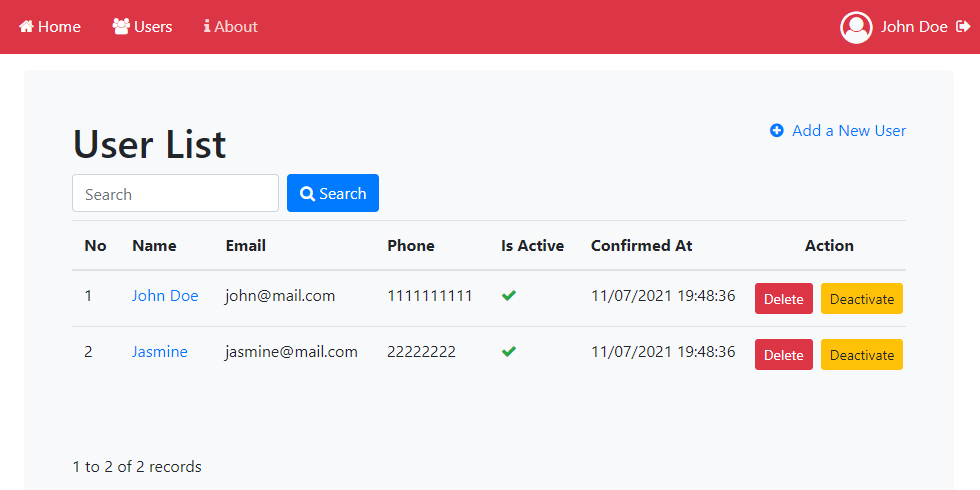 Home Users About John Doe
User List
Add a New User
Search Search
No Name Email Phone Is Active Confirmed At Action
1 John Doe john@mail.com 1111111111 11/07/2021 19:48:36 Delete Deactivate
2 Jasmine jasmine@mail.com 22222222 11/07/2021 19:48:36 Delete Deactivate
1 to 2 of 2 records